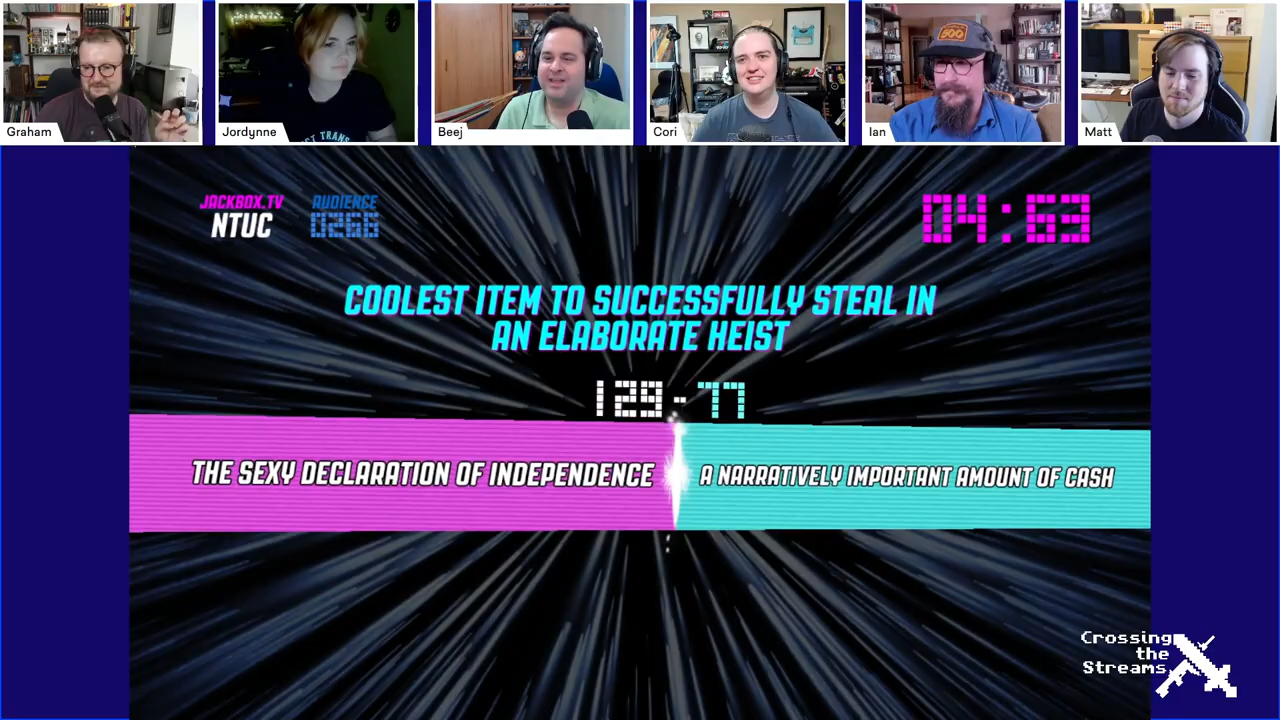 Graham
Jordynne
Beej
Cori
Ian
Matt
JACKBOX.TV
NTUC
AUDIENCE
0266
04:63
COOLEST ITEM TO SUCCESSFULLY STEAL IN
AN ELABORATE HEIST
129-77
THE SEXY DECLARATION OF INDEPENDENCE
A NARRATIVELY IMPORTANT AMOUNT OF CASH
Crossing
the
Streams